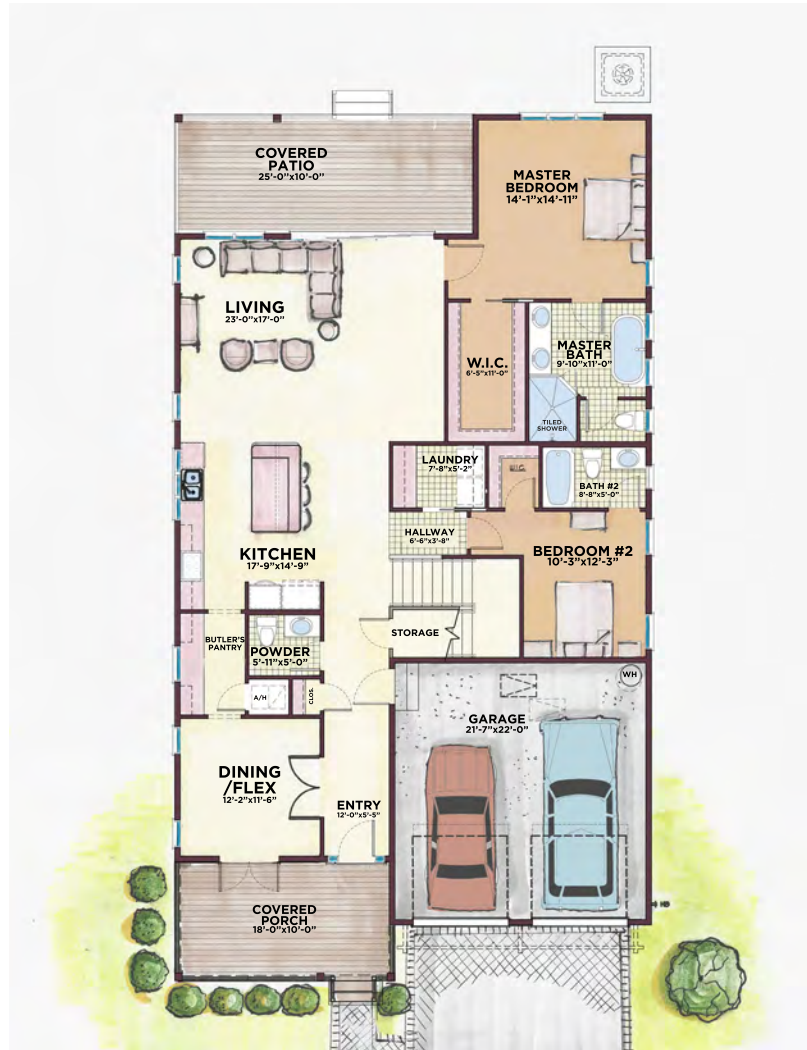 COVERED
PATIO
25'-0"x10'-0"
MASTER
BEDROOM
14'-1"x14'-11"
LIVING
23'-0"x17'-0"
W.I.C.
6'-5"x11'-0"
MASTER
BATH
9'-10"x11'-0"
TILED
SHOWER
LAUNDRY
7'-8"x5'-2"
W.I.C.
BATH #2
8'-8"x5'-0"
HALLWAY
6'-6"x3'-8"
KITCHEN
17'-9"x14'-9"
BEDROOM #2
10'-3"x12'-3"
BUTLER'S
PANTRY
POWDER
5'-11"x5'-0"
STORAGE
A/H
CLOS.
WH
GARAGE
21'-7"x22'-0"
DINING
/FLEX
12'-2"x11'-6"
ENTRY
12'-0"x5'-5"
COVERED
PORCH
18'-0"x10'-0"
HB